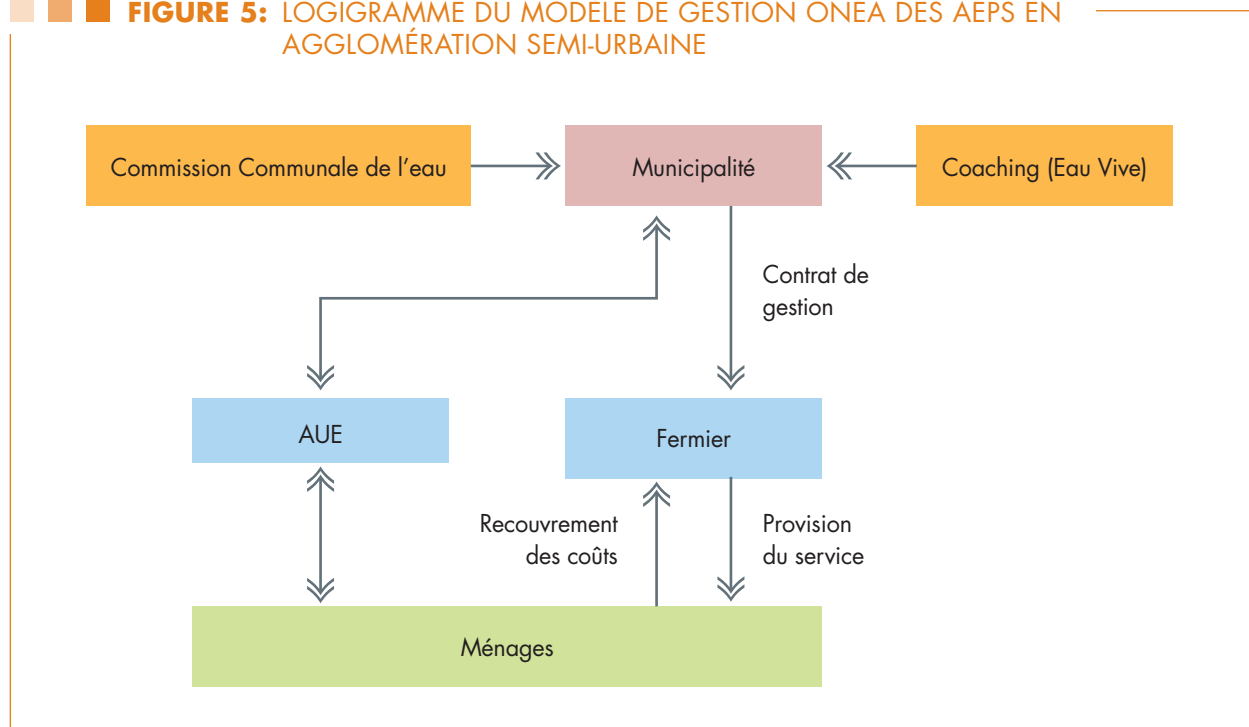 FIGURE 5: LOGIGRAMME DU MODELE DE GESTION ONEA DES AEPS EN
AGGLOMÉRATION SEMI-URBAINE
Commission Communale de l'eau
Municipalité
Coaching (Eau Vive)
Contrat de
gestion
AUE
Fermier
Recouvrement
des coûts
Provision
du service
Ménages